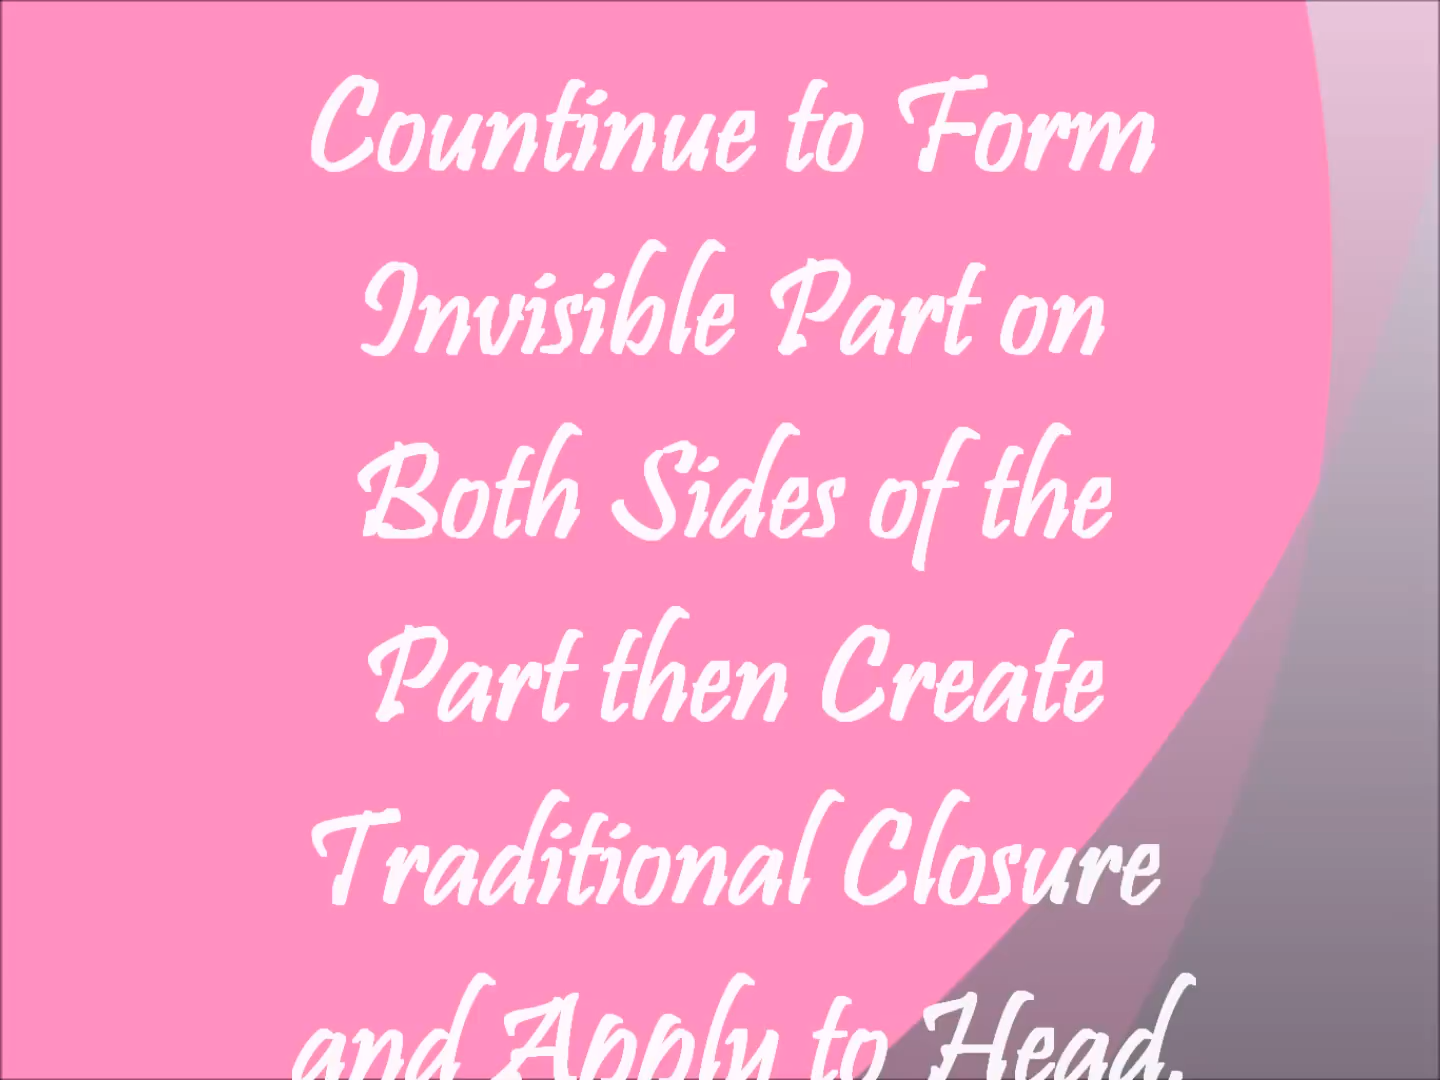 Countinue to Form
Invisible Part on
Both Sides of the
Part then Create
Traditional Closure
and Apply to Head.